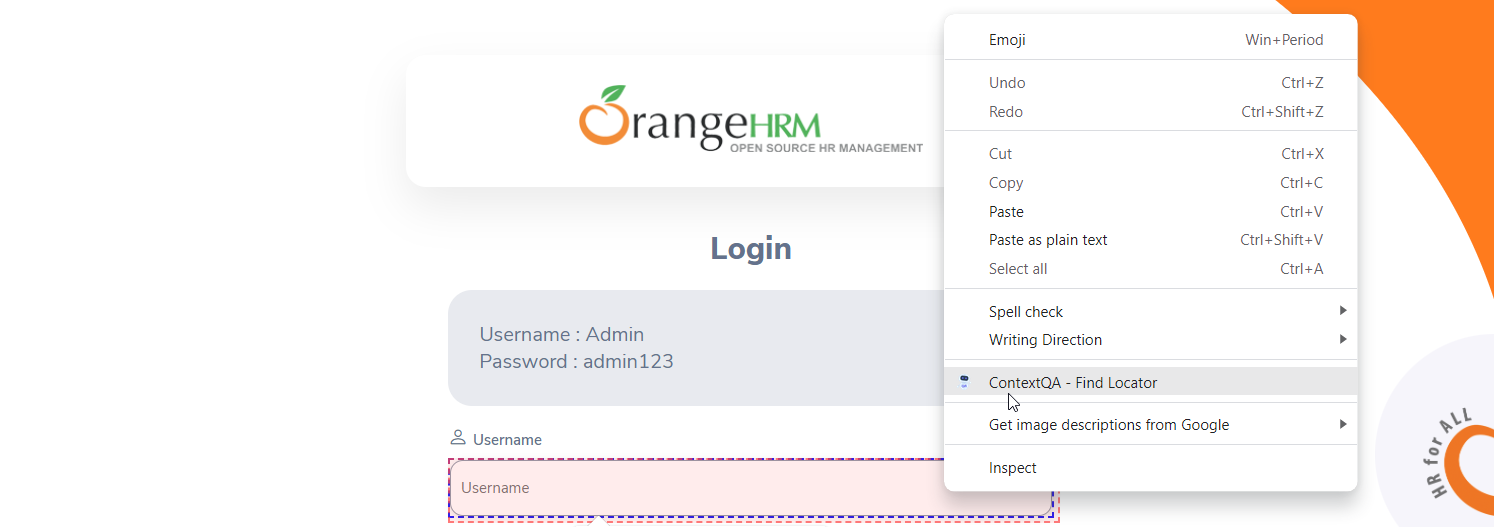 OrangeHRM
OPEN SOURCE HR MANAGEMENT
Login
Username : Admin
Password : admin123
Username
Username
Emoji Win+Period
Undo Ctrl+Z
Redo Ctrl+Shift+Z
Cut Ctrl+X
Copy Ctrl+C
Paste Ctrl+V
Paste as plain text Ctrl+Shift+V
Select all Ctrl+A
Spell check
Writing Direction
ContextQA - Find Locator
Get image descriptions from Google
Inspect
HR for ALL